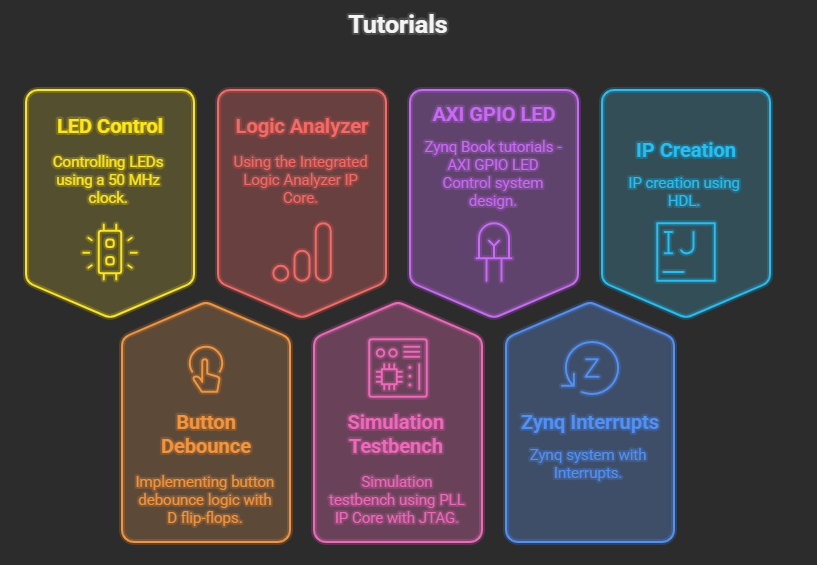 Tutorials
LED Control
Controlling LEDs
using a 50 MHz
clock.
Logic Analyzer
Using the Integrated
Logic Analyzer IP
Core.
AXI GPIO LED
Zynq Book tutorials -
AXI GPIO LED
Control system
design.
IP Creation
IP creation using
HDL.
IJ
Button
Debounce
Implementing button
debounce logic with
D flip-flops.
Simulation
Testbench
Simulation
testbench using PLL
IP Core with JTAG.
Z
Zynq Interrupts
Zynq system with
Interrupts.